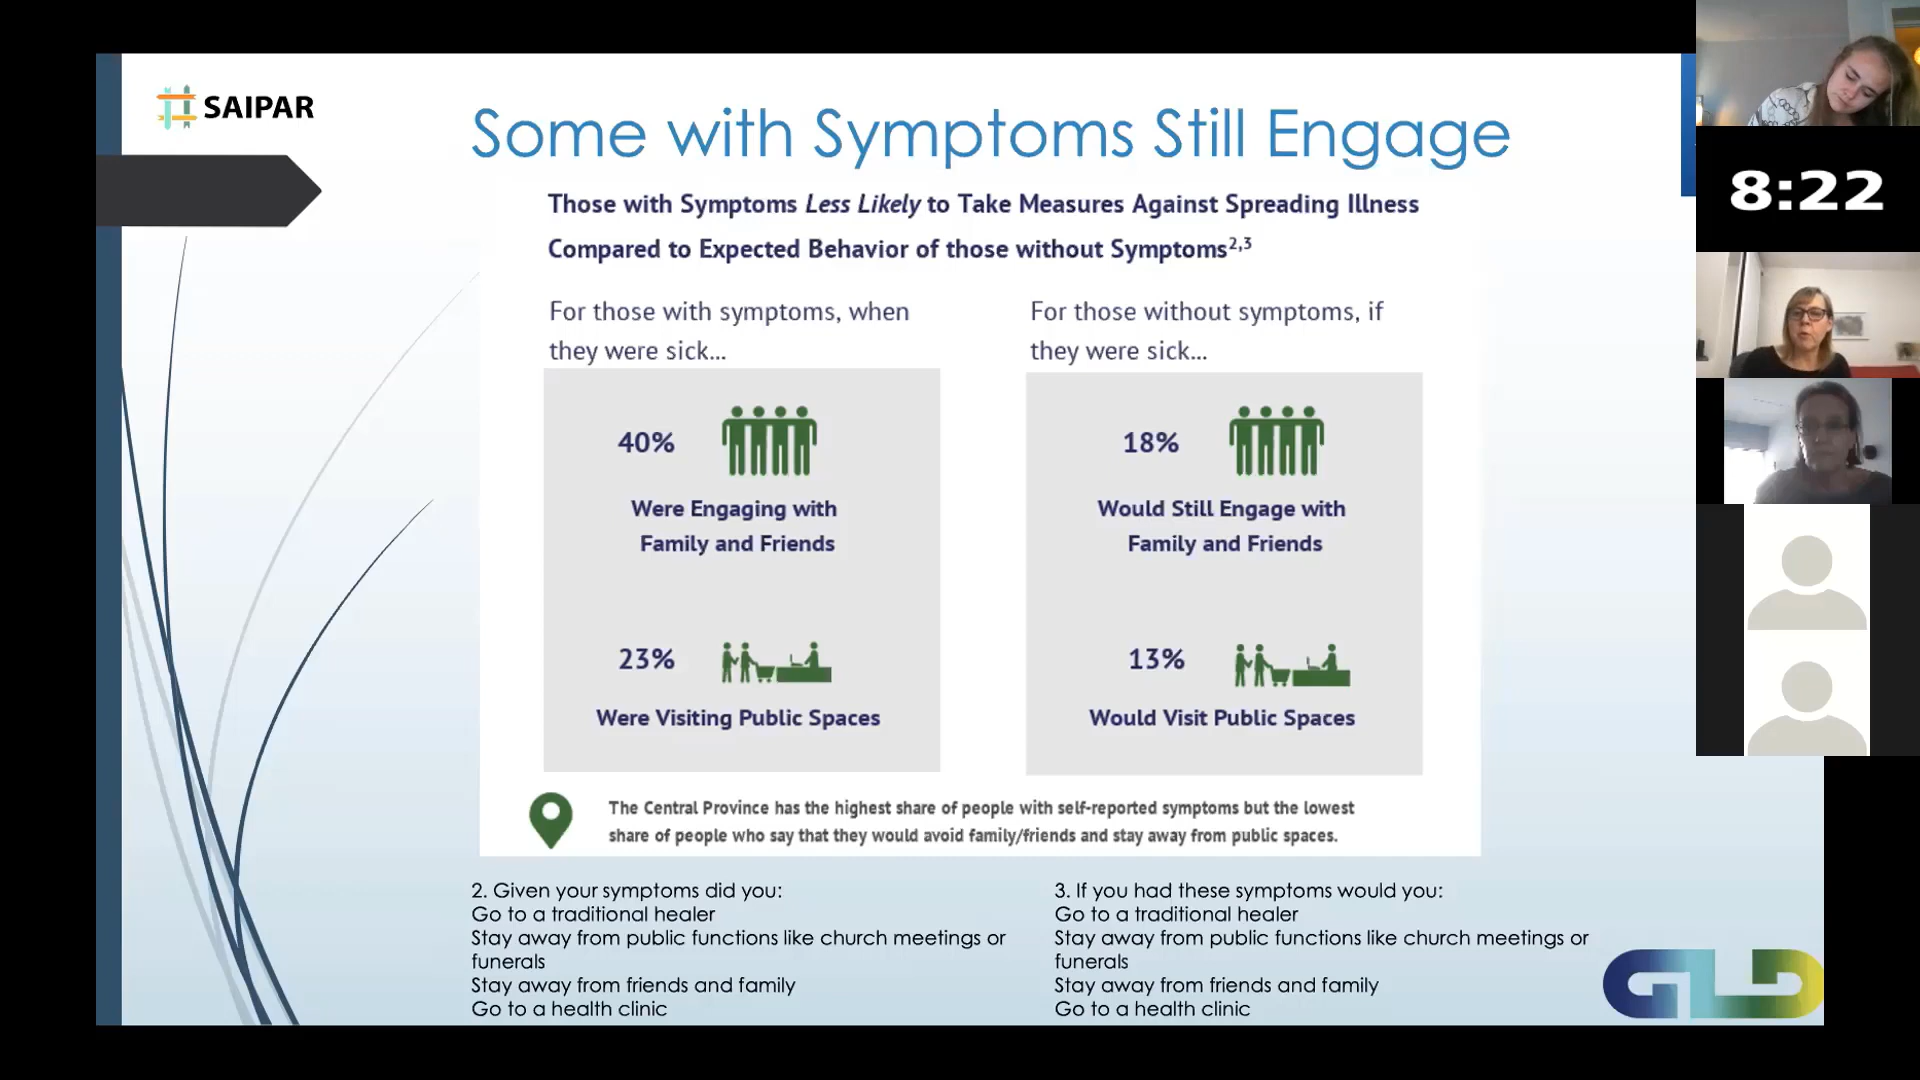 SAIPAR
Some with Symptoms Still Engage
8:22
Those with Symptoms Less Likely to Take Measures Against Spreading Illness
Compared to Expected Behavior of those without Symptoms2,3
For those with symptoms, when
they were sick...
40%
Were Engaging with
Family and Friends
23%
Were Visiting Public Spaces
For those without symptoms, if
they were sick...
18%
Would Still Engage with
Family and Friends
13%
Would Visit Public Spaces
The Central Province has the highest share of people with self-reported symptoms but the lowest
share of people who say that they would avoid family/friends and stay away from public spaces.
2. Given your symptoms did you:
Go to a traditional healer
Stay away from public functions like church meetings or
funerals
Stay away from friends and family
Go to a health clinic
3. If you had these symptoms would you:
Go to a traditional healer
Stay away from public functions like church meetings or
funerals
Stay away from friends and family
Go to a health clinic
GLD